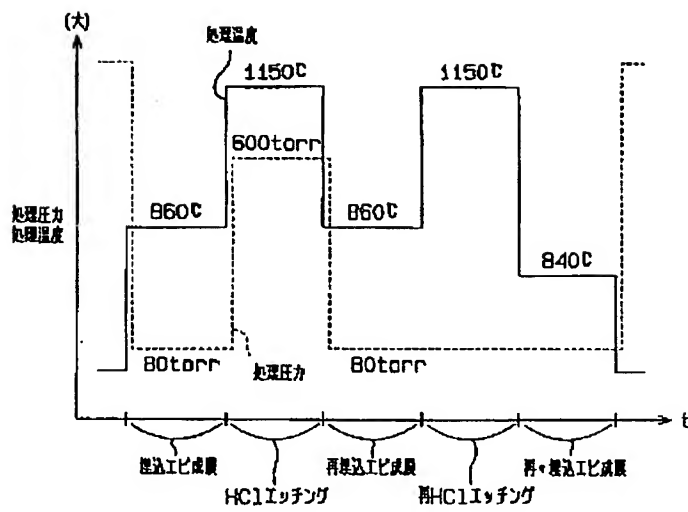 (大)
処理温度
1150℃
1150℃
600torr
処理圧力
処理温度
860℃
860℃
840℃
80torr
処理圧力
80torr
t
埋込エピ成膜
再埋込エピ成膜
再々埋込エピ成膜
HClエッチング
再HClエッチング